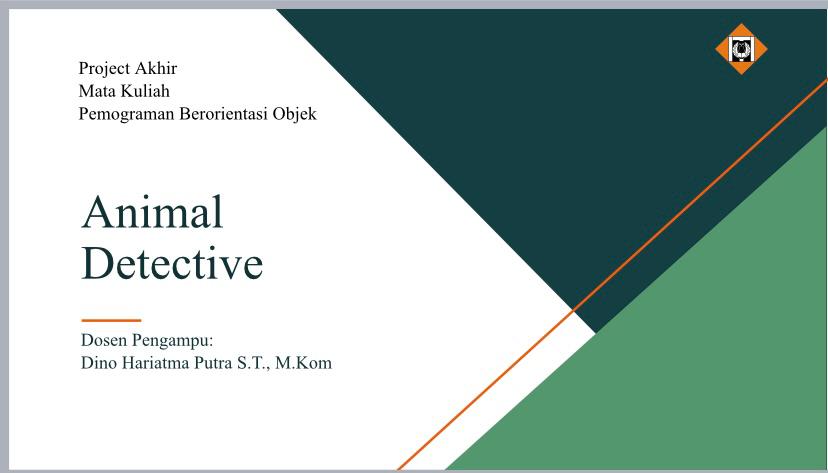 Project Akhir
Mata Kuliah
Pemograman Berorientasi Objek
Animal
Detective
Dosen Pengampu:
Dino Hariatma Putra S.T., M.Kom